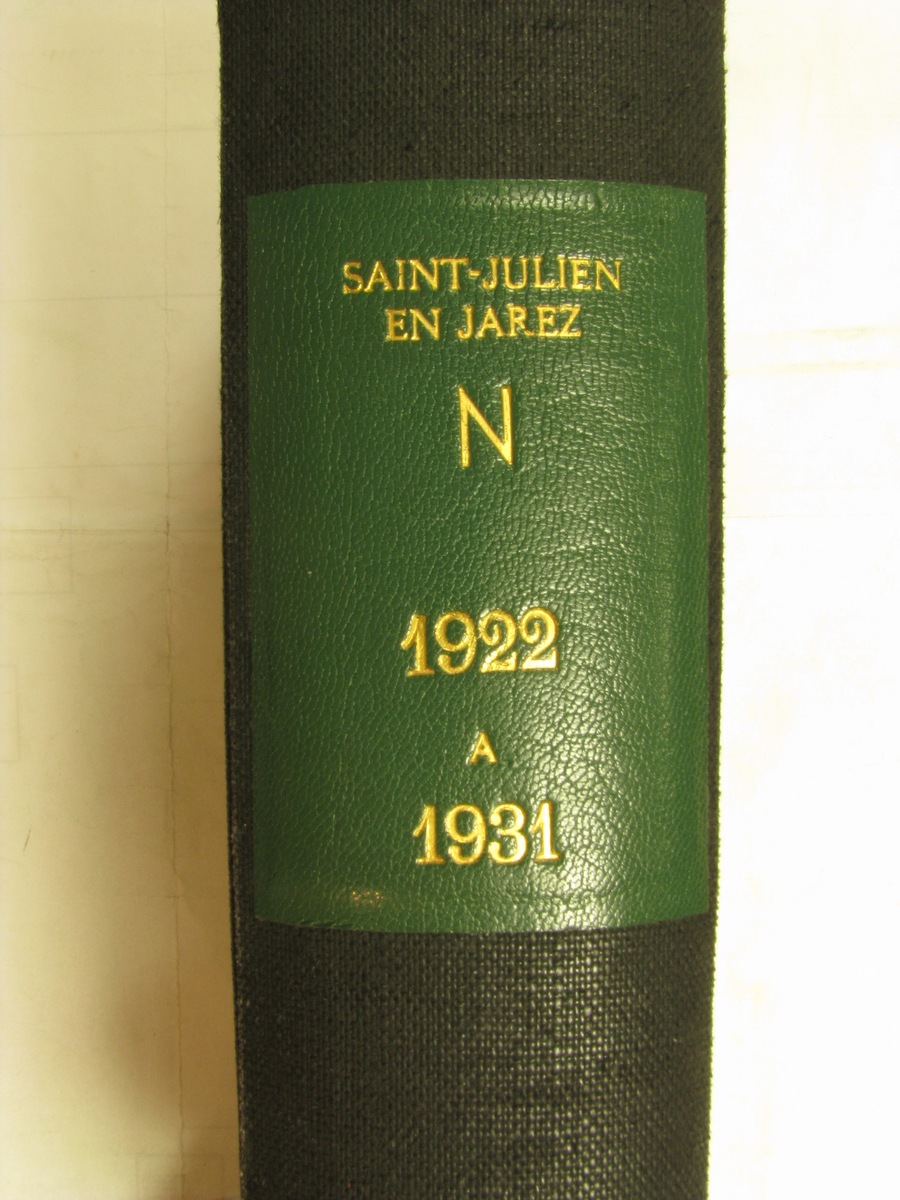 SAINT-JULIEN
EN JAREZ
N
1922
A
1931